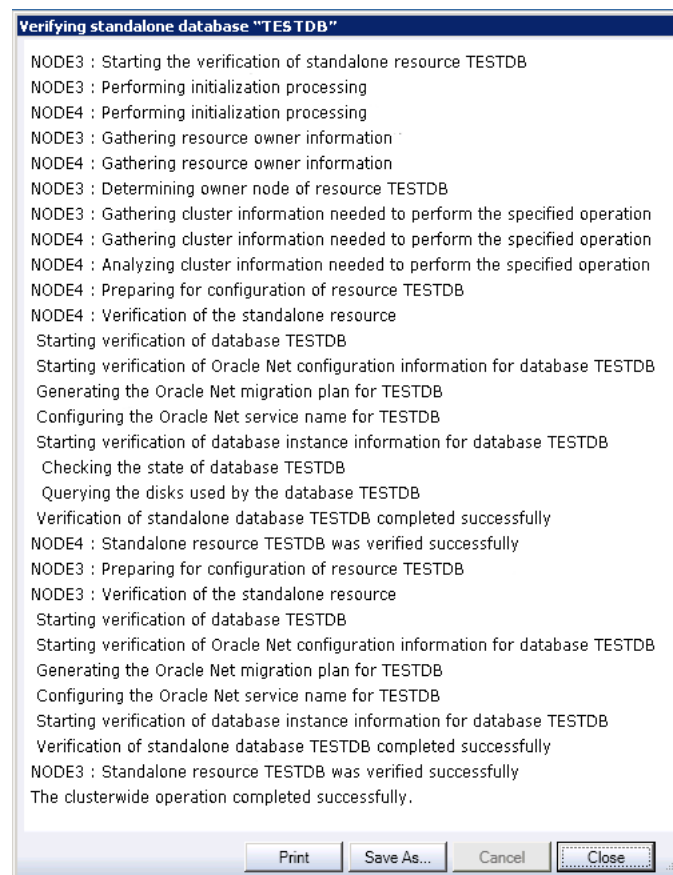 Verifying standalone database "TESTDB"
NODE3 : Starting the verification of standalone resource TESTDB
NODE3 : Performing initialization processing
NODE4 : Performing initialization processing
NODE3 : Gathering resource owner information
NODE4 : Gathering resource owner information
NODE3 : Determining owner node of resource TESTDB
NODE3 : Gathering cluster information needed to perform the specified operation
NODE4 : Gathering cluster information needed to perform the specified operation
NODE4 : Analyzing cluster information needed to perform the specified operation
NODE4 : Preparing for configuration of resource TESTDB
NODE4 : Verification of the standalone resource
Starting verification of database TESTDB
Starting verification of Oracle Net configuration information for database TESTDB
Generating the Oracle Net migration plan for TESTDB
Configuring the Oracle Net service name for TESTDB
Starting verification of database instance information for database TESTDB
Checking the state of database TESTDB
Querying the disks used by the database TESTDB
Verification of standalone database TESTDB completed successfully
NODE4 : Standalone resource TESTDB was verified successfully
NODE3 : Preparing for configuration of resource TESTDB
NODE3 : Verification of the standalone resource
Starting verification of database TESTDB
Starting verification of Oracle Net configuration information for database TESTDB
Generating the Oracle Net migration plan for TESTDB
Configuring the Oracle Net service name for TESTDB
Starting verification of database instance information for database TESTDB
Verification of standalone database TESTDB completed successfully
NODE3 : Standalone resource TESTDB was verified successfully
The clusterwide operation completed successfully.
Print Save As... Cancel Close